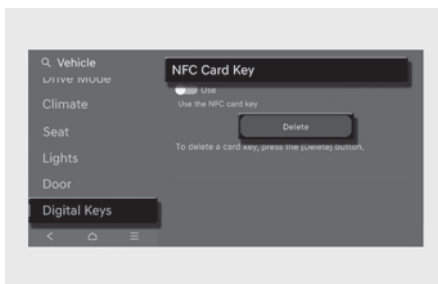 Vehicle
Drive Mode
Climate
Seat
Lights
Door
Digital Keys
NFC Card Key
Use
Use the NFC card key
Delete
To delete a card key, press the [Delete] button.